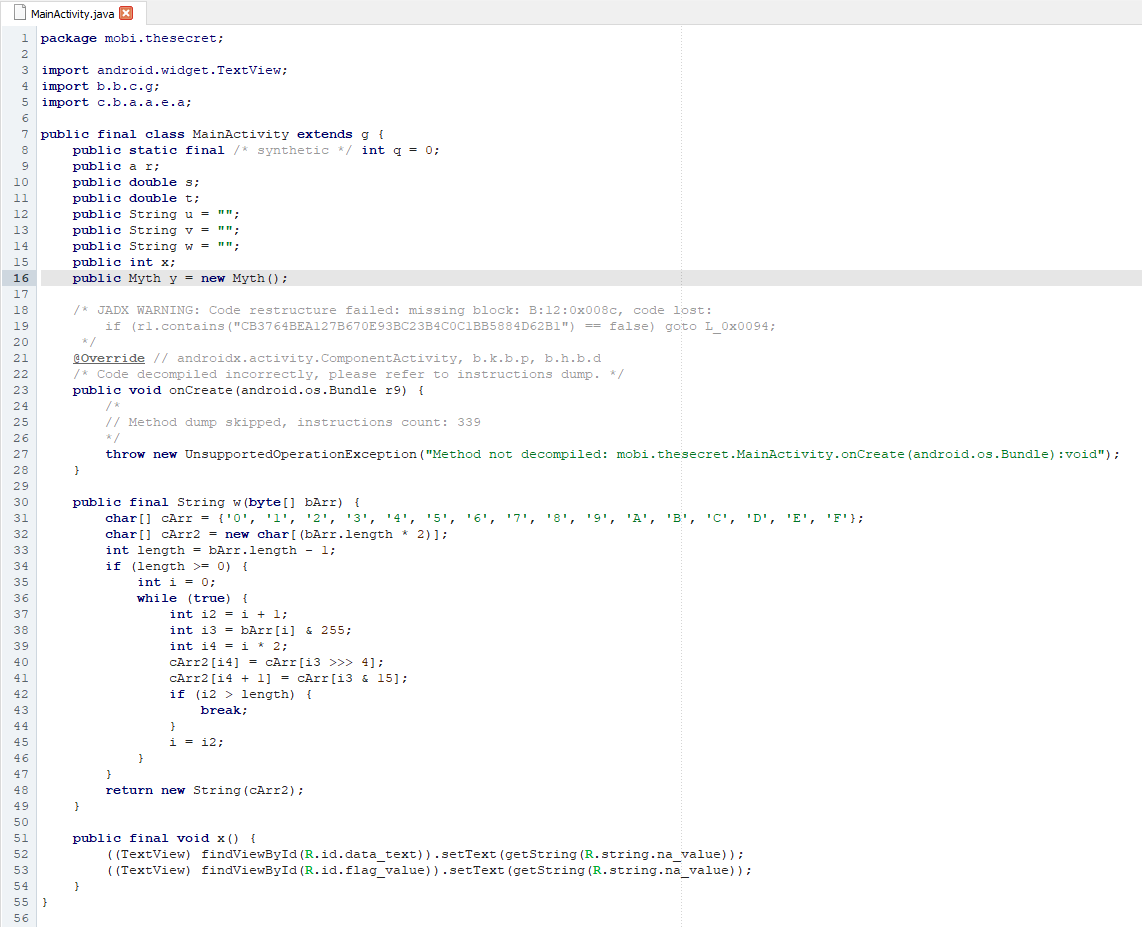 MainActivity.java
1 package mobi.thesecret;
2
3 import android.widget.TextView;
4 import b.b.c.g;
5 import c.b.a.a.e.a;
6
7 public final class MainActivity extends g {
8     public static final /* synthetic */ int q = 0;
9     public a r;
10     public double s;
11     public double t;
12     public String u = "";
13     public String v = "";
14     public String w = "";
15     public int x;
16     public Myth y = new Myth();
17
18     /* JADX WARNING: Code restructure failed: missing block: B:12:0x008c, code lost:
19         if (r1.contains("CB3764BEA127B670E93BC23B4C0C1BB5884D62B1") == false) goto L_0x0094;
20      */
21     @Override // androidx.activity.ComponentActivity, b.k.b.p, b.h.b.d
22     /* Code decompiled incorrectly, please refer to instructions dump. */
23     public void onCreate(android.os.Bundle r9) {
24         /*
25         // Method dump skipped, instructions count: 339
26         */
27         throw new UnsupportedOperationException("Method not decompiled: mobi.thesecret.MainActivity.onCreate(android.os.Bundle):void");
28     }
29
30     public final String w(byte[] bArr) {
31         char[] cArr = {'0', '1', '2', '3', '4', '5', '6', '7', '8', '9', 'A', 'B', 'C', 'D', 'E', 'F'};
32         char[] cArr2 = new char[(bArr.length * 2)];
33         int length = bArr.length - 1;
34         if (length >= 0) {
35             int i = 0;
36             while (true) {
37                 int i2 = i + 1;
38                 int i3 = bArr[i] & 255;
39                 int i4 = i * 2;
40                 cArr2[i4] = cArr[i3 >>> 4];
41                 cArr2[i4 + 1] = cArr[i3 & 15];
42                 if (i2 > length) {
43                     break;
44                 }
45                 i = i2;
46             }
47         }
48         return new String(cArr2);
49     }
50
51     public final void x() {
52         ((TextView) findViewById(R.id.data_text)).setText(getString(R.string.na_value));
53         ((TextView) findViewById(R.id.flag_value)).setText(getString(R.string.na_value));
54     }
55 }
56